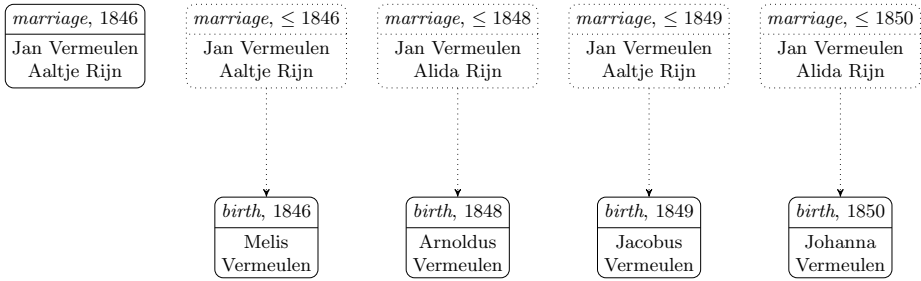 marriage, 1846
Jan Vermeulen
Aaltje Rijn
marriage, ≤ 1846
Jan Vermeulen
Aaltje Rijn
marriage, ≤ 1848
Jan Vermeulen
Alida Rijn
marriage, ≤ 1849
Jan Vermeulen
Aaltje Rijn
marriage, ≤ 1850
Jan Vermeulen
Alida Rijn
birth, 1846
Melis
Vermeulen
birth, 1848
Arnoldus
Vermeulen
birth, 1849
Jacobus
Vermeulen
birth, 1850
Johanna
Vermeulen